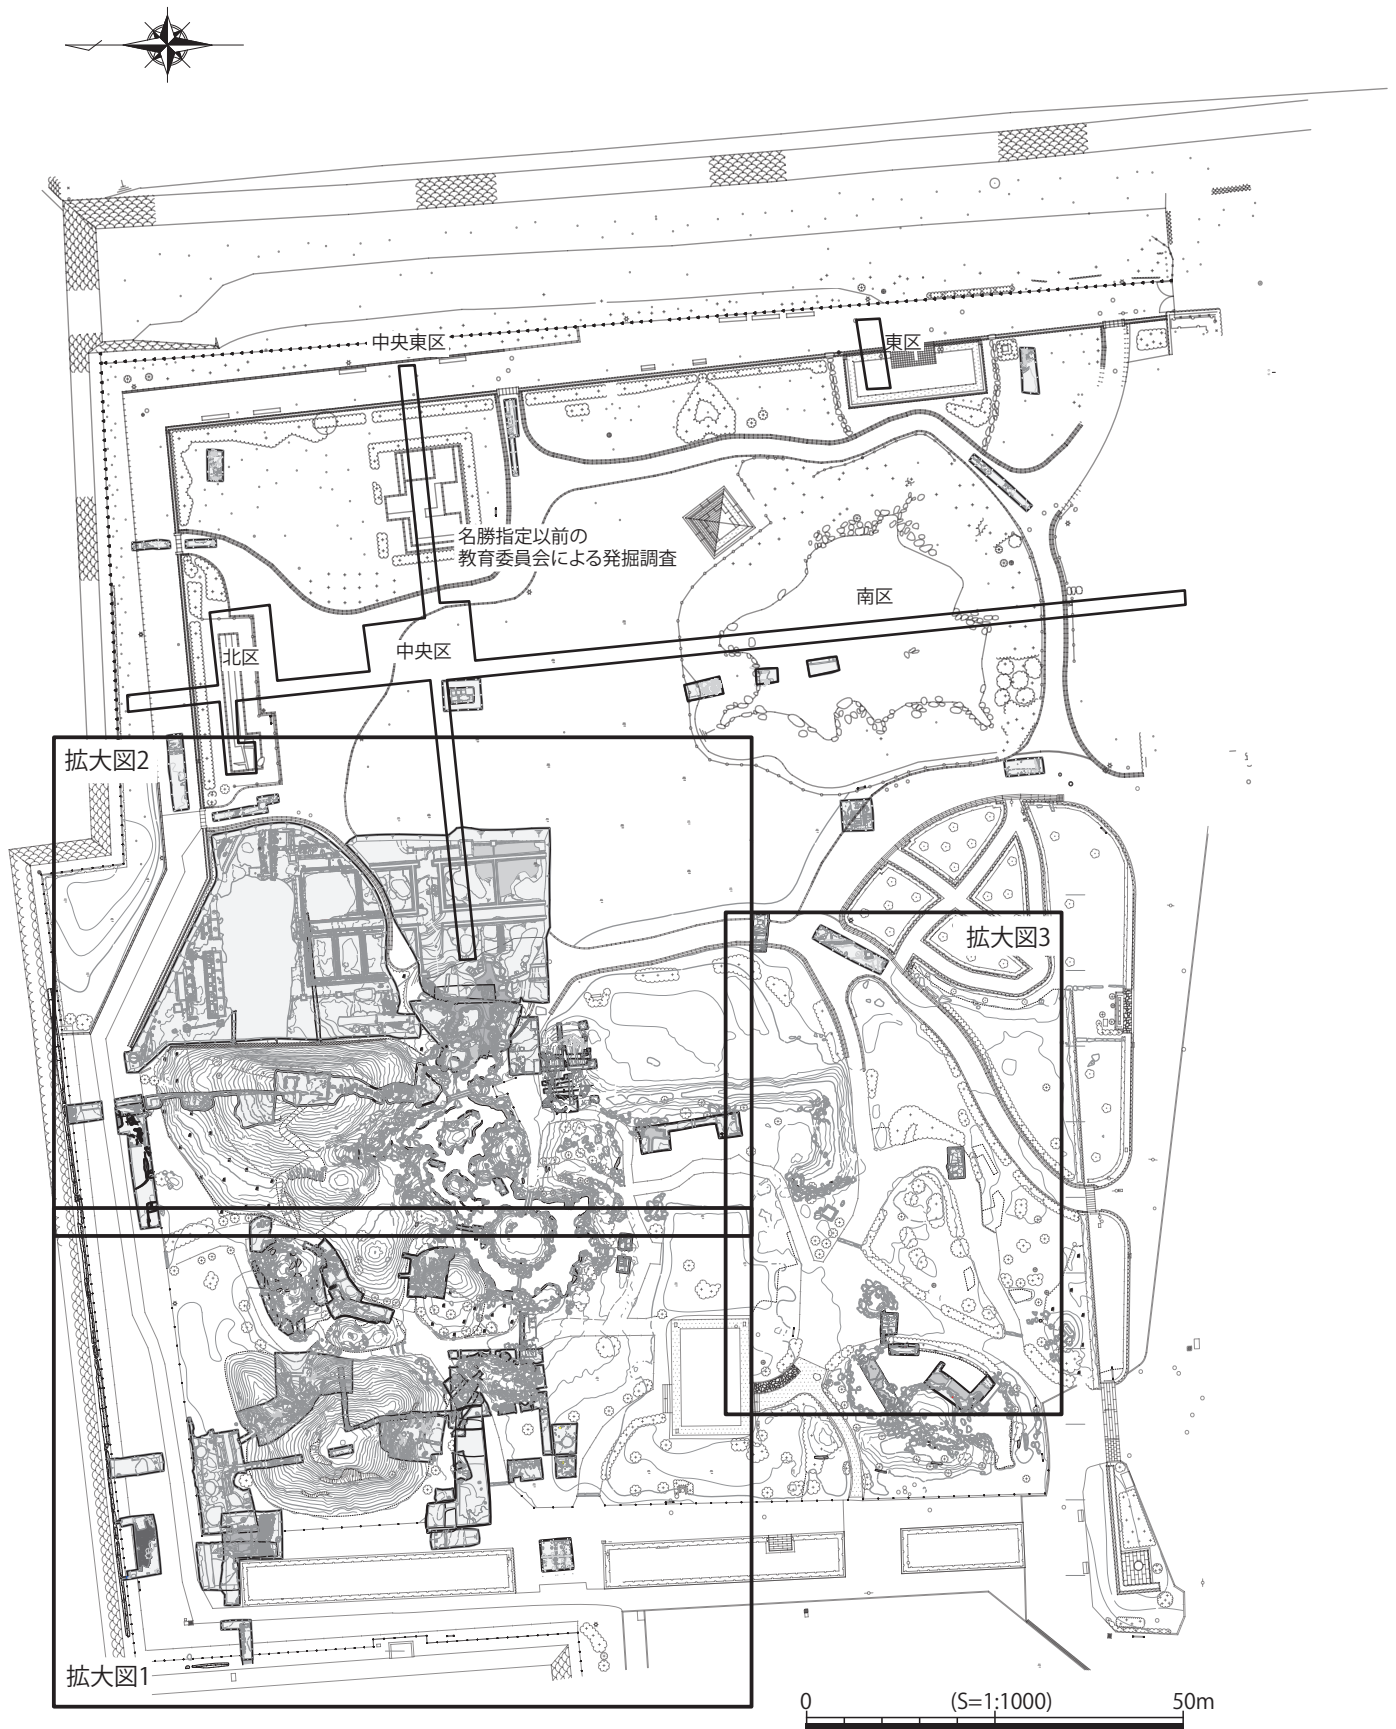 中央東区
東区
名勝指定以前の
教育委員会による発掘調査
南区
北区
中央区
拡大図2
拡大図3
拡大図1
0 (S=1:1000) 50m